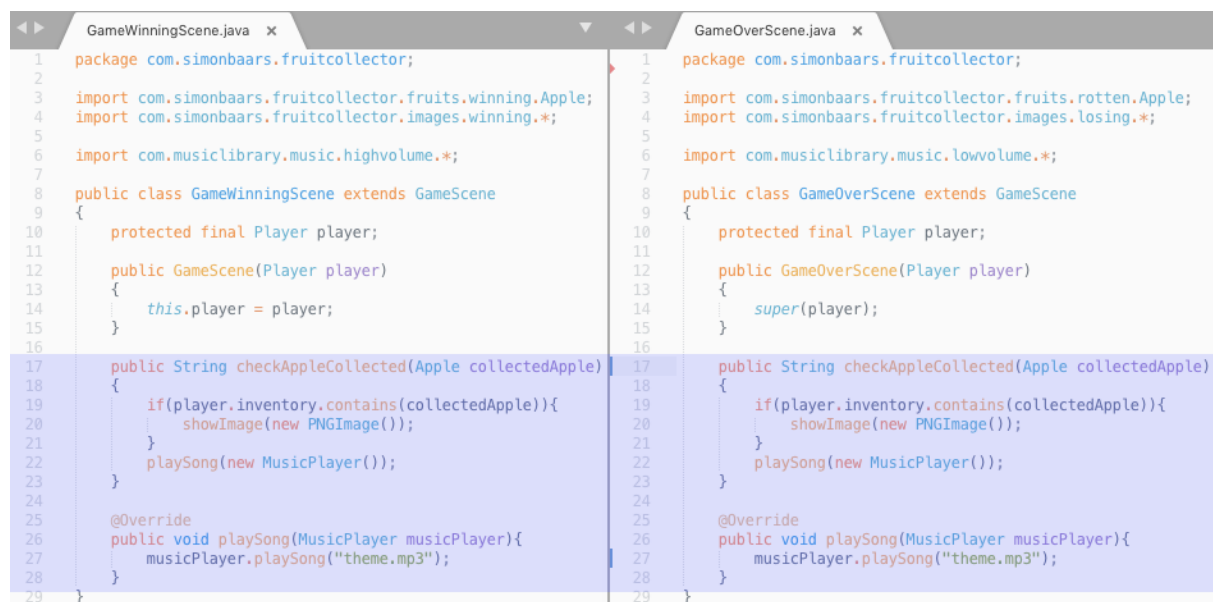 GameWinningScene.java x
1 package com.simonbaars.fruitcollector;
2
3 import com.simonbaars.fruitcollector.fruits.winning.Apple;
4 import com.simonbaars.fruitcollector.images.winning.*;
5
6 import com.musiclibrary.music.highvolume.*;
7
8 public class GameWinningScene extends GameScene
9 {
10 protected final Player player;
11
12 public GameScene(Player player)
13 {
14 this.player = player;
15 }
16
17 public String checkAppleCollected(Apple collectedApple)
18 {
19 if(player.inventory.contains(collectedApple)){
20 showImage(new PNGImage());
21 }
22 playSong(new MusicPlayer());
23 }
24
25 @Override
26 public void playSong(MusicPlayer musicPlayer){
27 musicPlayer.playSong("theme.mp3");
28 }
29 }
GameOverScene.java x
1 package com.simonbaars.fruitcollector;
2
3 import com.simonbaars.fruitcollector.fruits.rotten.Apple;
4 import com.simonbaars.fruitcollector.images.losing.*;
5
6 import com.musiclibrary.music.lowvolume.*;
7
8 public class GameOverScene extends GameScene
9 {
10 protected final Player player;
11
12 public GameOverScene(Player player)
13 {
14 super(player);
15 }
16
17 public String checkAppleCollected(Apple collectedApple)
18 {
19 if(player.inventory.contains(collectedApple)){
20 showImage(new PNGImage());
21 }
22 playSong(new MusicPlayer());
23 }
24
25 @Override
26 public void playSong(MusicPlayer musicPlayer){
27 musicPlayer.playSong("theme.mp3");
28 }
29 }